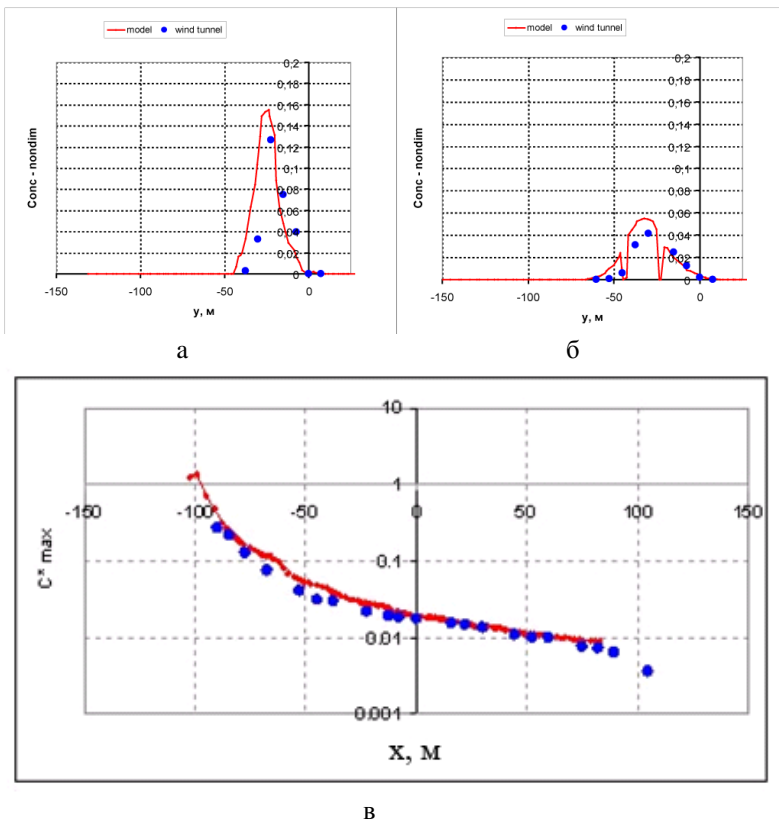 model wind tunnel
0,2
0,18
0,16
0,14
0,12
0,1
0,08
0,06
0,04
0,02
0
-150 -100 -50 0
Conc - nondim
y, м
а
model wind tunnel
0,2
0,18
0,16
0,14
0,12
0,1
0,08
0,06
0,04
0,02
0
-150 -100 -50 0
Conc - nondim
y, м
б
10
1
-150 -100 -50 0 50 100 150
0.1
0.01
0.001
C* max
х, м
в